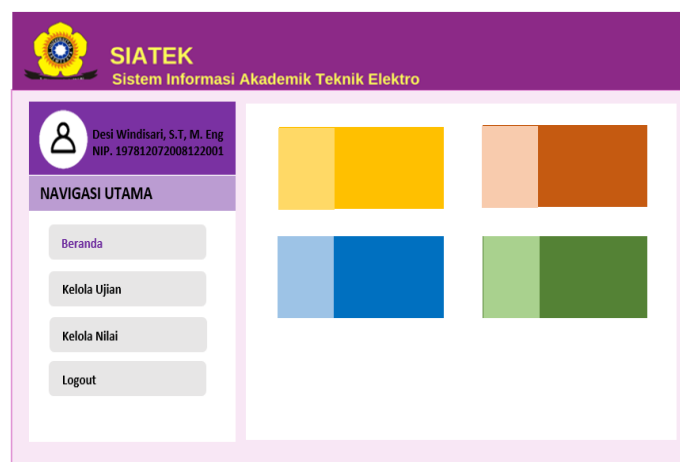 SIATEK
Sistem Informasi Akademik Teknik Elektro
Desi Windisari, S.T, M. Eng
NIP. 197812072008122001
NAVIGASI UTAMA
Beranda
Kelola Ujian
Kelola Nilai
Logout